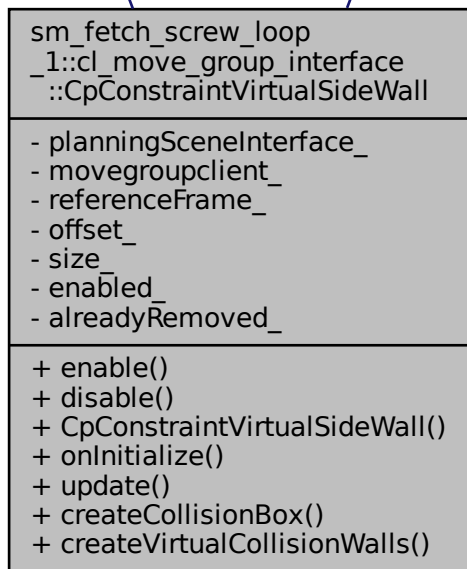 sm_fetch_screw_loop
_1::cl_move_group_interface
::CpConstraintVirtualSideWall
- planningSceneInterface_
- movegroupclient_
- referenceFrame_
- offset_
- size_
- enabled_
- alreadyRemoved_
+ enable()
+ disable()
+ CpConstraintVirtualSideWall()
+ onInitialize()
+ update()
+ createCollisionBox()
+ createVirtualCollisionWalls()